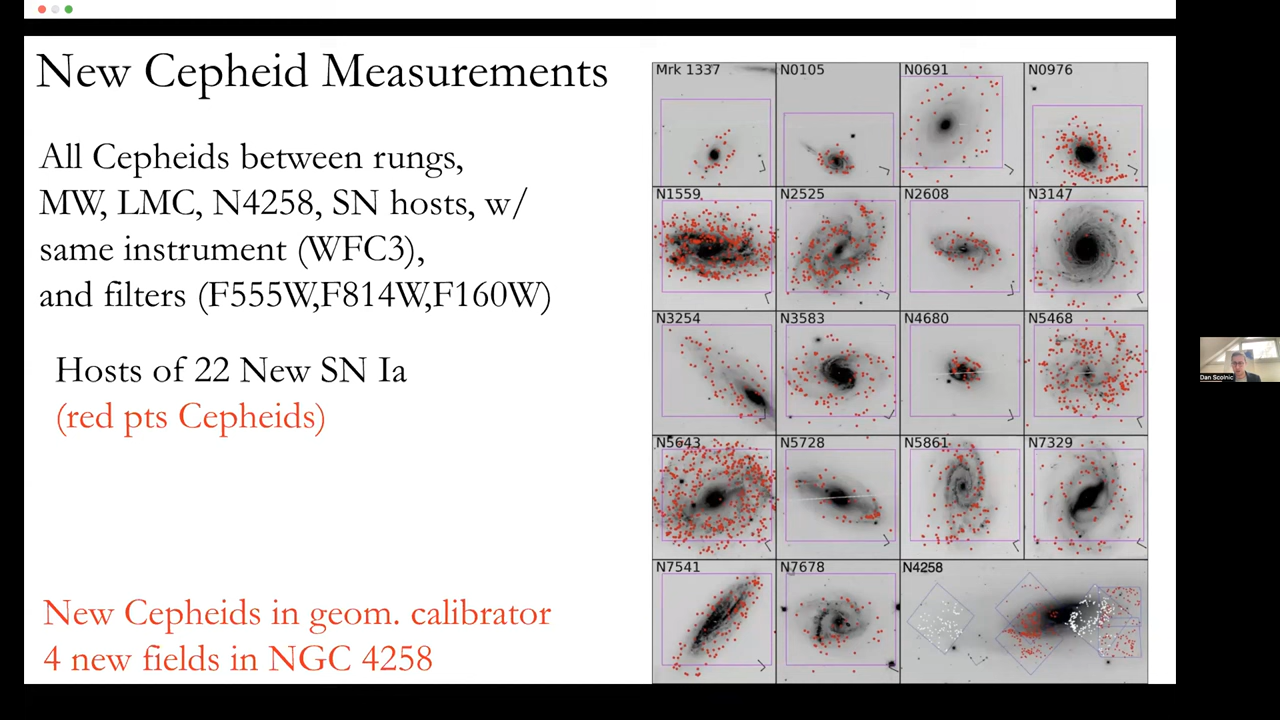 New Cepheid Measurements
All Cepheids between rungs,
MW, LMC, N4258, SN hosts, w/
same instrument (WFC3),
and filters (F555W,F814W,F160W)
Hosts of 22 New SN Ia
(red pts Cepheids)
New Cepheids in geom. calibrator
4 new fields in NGC 4258
Mrk 1337 N0105 N0691 N0976
N1559 N2525 N2608 N3147
N3254 N3583 N4680 N5468
N5643 N5728 N5861 N7329
N7541 N7678 N4258
Dan Scolnic